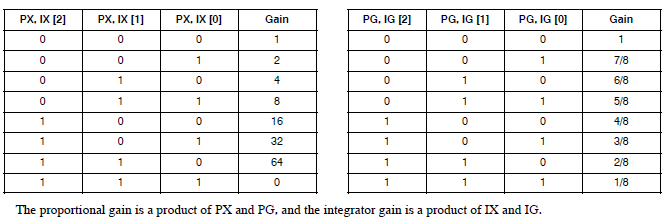 PX, IX [2] PX, IX [1] PX, IX [0] Gain PG, IG [2] PG, IG [1] PG, IG [0] Gain
0 0 0 1 0 0 0 1
0 0 1 2 0 0 1 7/8
0 1 0 4 0 1 0 6/8
0 1 1 8 0 1 1 5/8
1 0 0 16 1 0 0 4/8
1 0 1 32 1 0 1 3/8
1 1 0 64 1 1 0 2/8
1 1 1 0 1 1 1 1/8
The proportional gain is a product of PX and PG, and the integrator gain is a product of IX and IG.